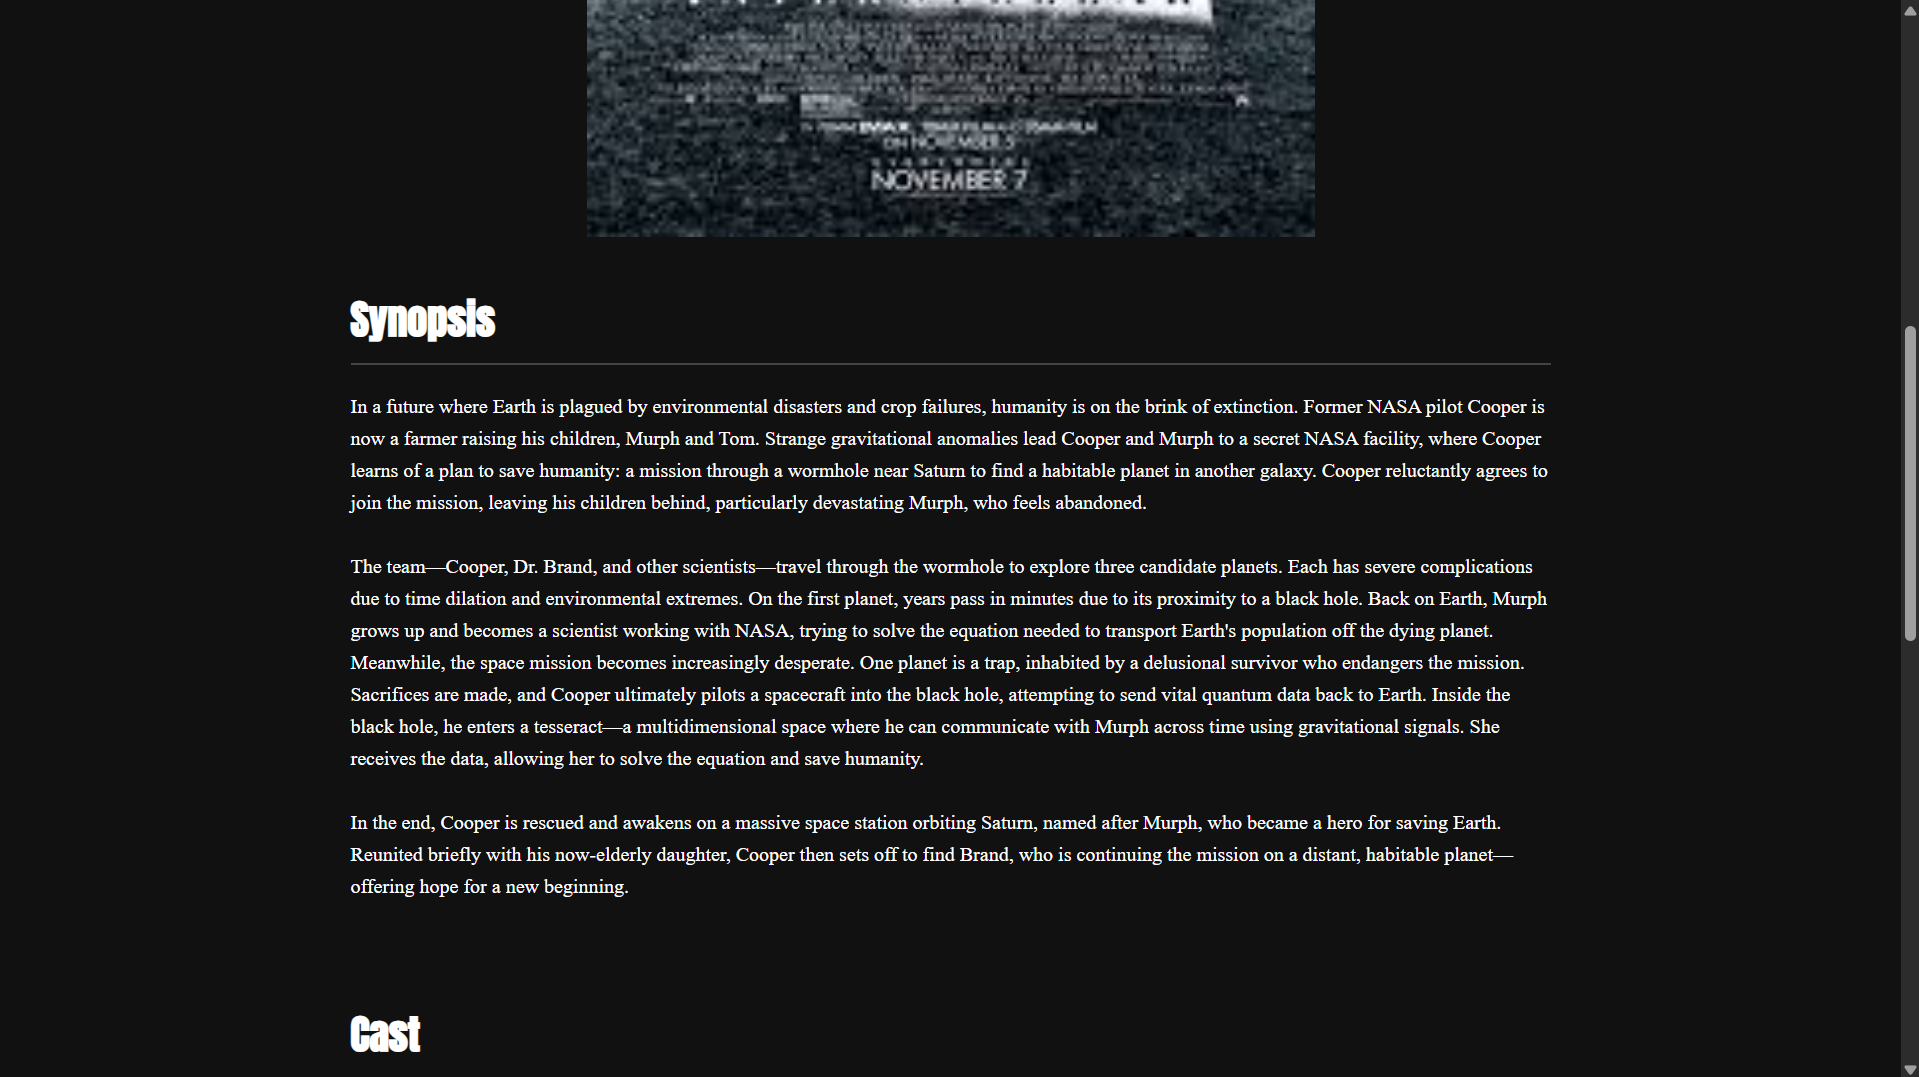 ON NOVEMBER 5
NOVEMBER 7
Synopsis
In a future where Earth is plagued by environmental disasters and crop failures, humanity is on the brink of extinction. Former NASA pilot Cooper is
now a farmer raising his children, Murph and Tom. Strange gravitational anomalies lead Cooper and Murph to a secret NASA facility, where Cooper
learns of a plan to save humanity: a mission through a wormhole near Saturn to find a habitable planet in another galaxy. Cooper reluctantly agrees to
join the mission, leaving his children behind, particularly devastating Murph, who feels abandoned.
The team—Cooper, Dr. Brand, and other scientists—travel through the wormhole to explore three candidate planets. Each has severe complications
due to time dilation and environmental extremes. On the first planet, years pass in minutes due to its proximity to a black hole. Back on Earth, Murph
grows up and becomes a scientist working with NASA, trying to solve the equation needed to transport Earth's population off the dying planet.
Meanwhile, the space mission becomes increasingly desperate. One planet is a trap, inhabited by a delusional survivor who endangers the mission.
Sacrifices are made, and Cooper ultimately pilots a spacecraft into the black hole, attempting to send vital quantum data back to Earth. Inside the
black hole, he enters a tesseract—a multidimensional space where he can communicate with Murph across time using gravitational signals. She
receives the data, allowing her to solve the equation and save humanity.
In the end, Cooper is rescued and awakens on a massive space station orbiting Saturn, named after Murph, who became a hero for saving Earth.
Reunited briefly with his now-elderly daughter, Cooper then sets off to find Brand, who is continuing the mission on a distant, habitable planet—
offering hope for a new beginning.
Cast